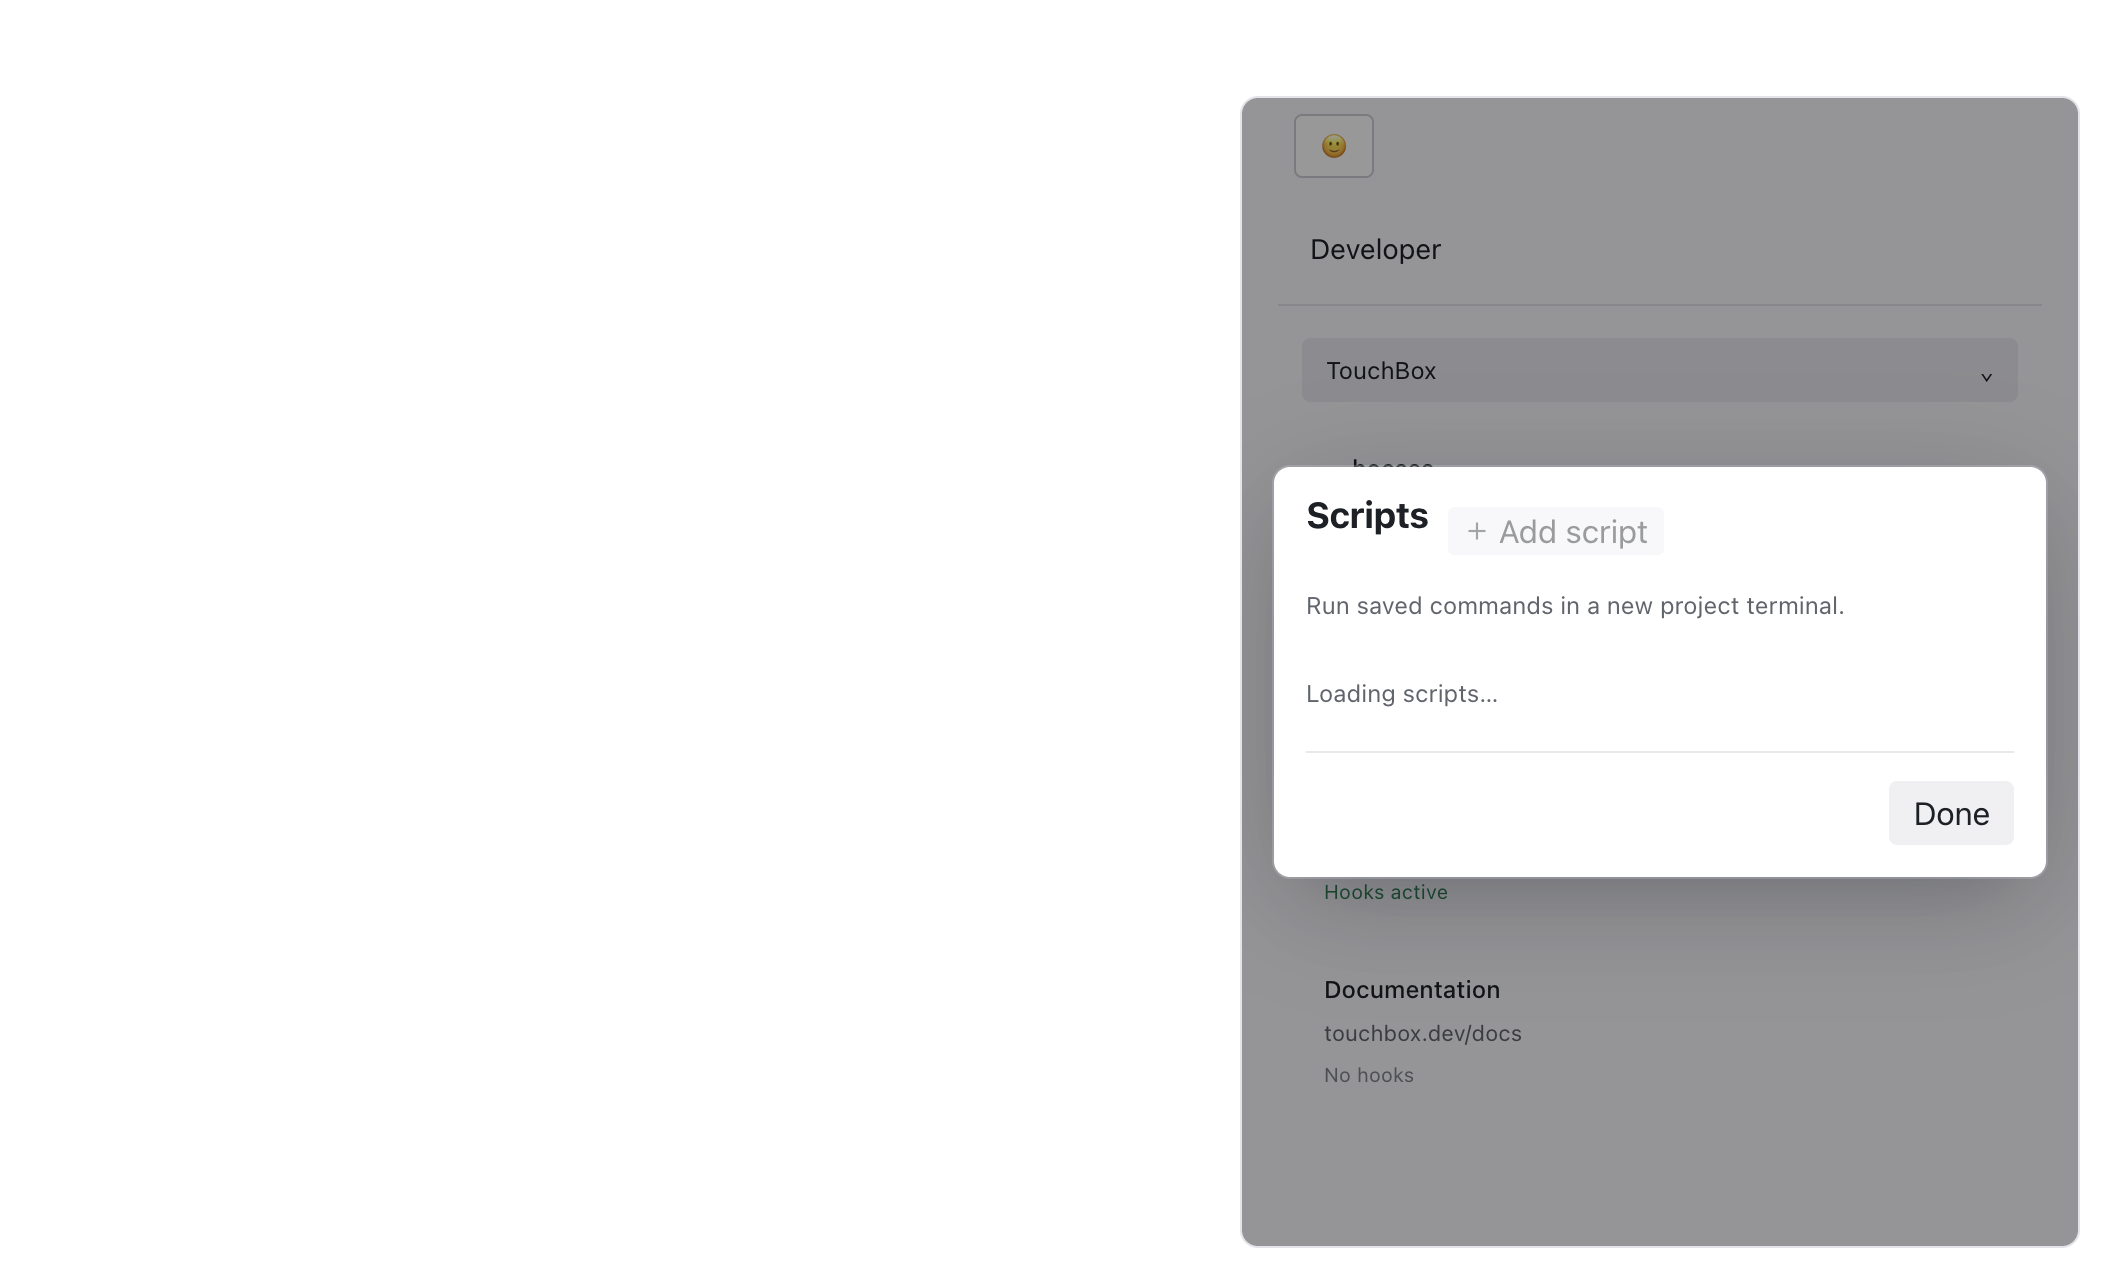 Developer
TouchBox
Scripts
+ Add script
Run saved commands in a new project terminal.
Loading scripts...
Done
Hooks active
Documentation
touchbox.dev/docs
No hooks